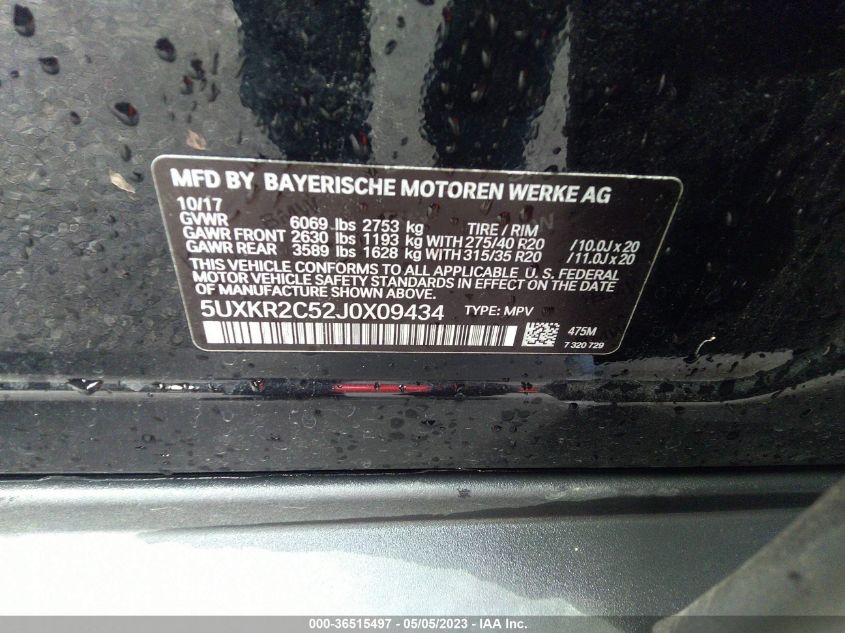 MFD BY BAYERISCHE MOTOREN WERKE AG
10/17
GVWR 6069 lbs 2753 kg TIRE / RIM
GAWR FRONT 2630 lbs 1193 kg WITH 275/40 R20 /10.0J x 20
GAWR REAR 3589 lbs 1628 kg WITH 315/35 R20 /11.0J x 20
THIS VEHICLE CONFORMS TO ALL APPLICABLE U. S. FEDERAL
MOTOR VEHICLE SAFETY STANDARDS IN EFFECT ON THE DATE
OF MANUFACTURE SHOWN ABOVE.
5UXKR2C52J0X09434 TYPE: MPV
475M
7 320 729
000-36515497 - 05/05/2023 - IAA Inc.